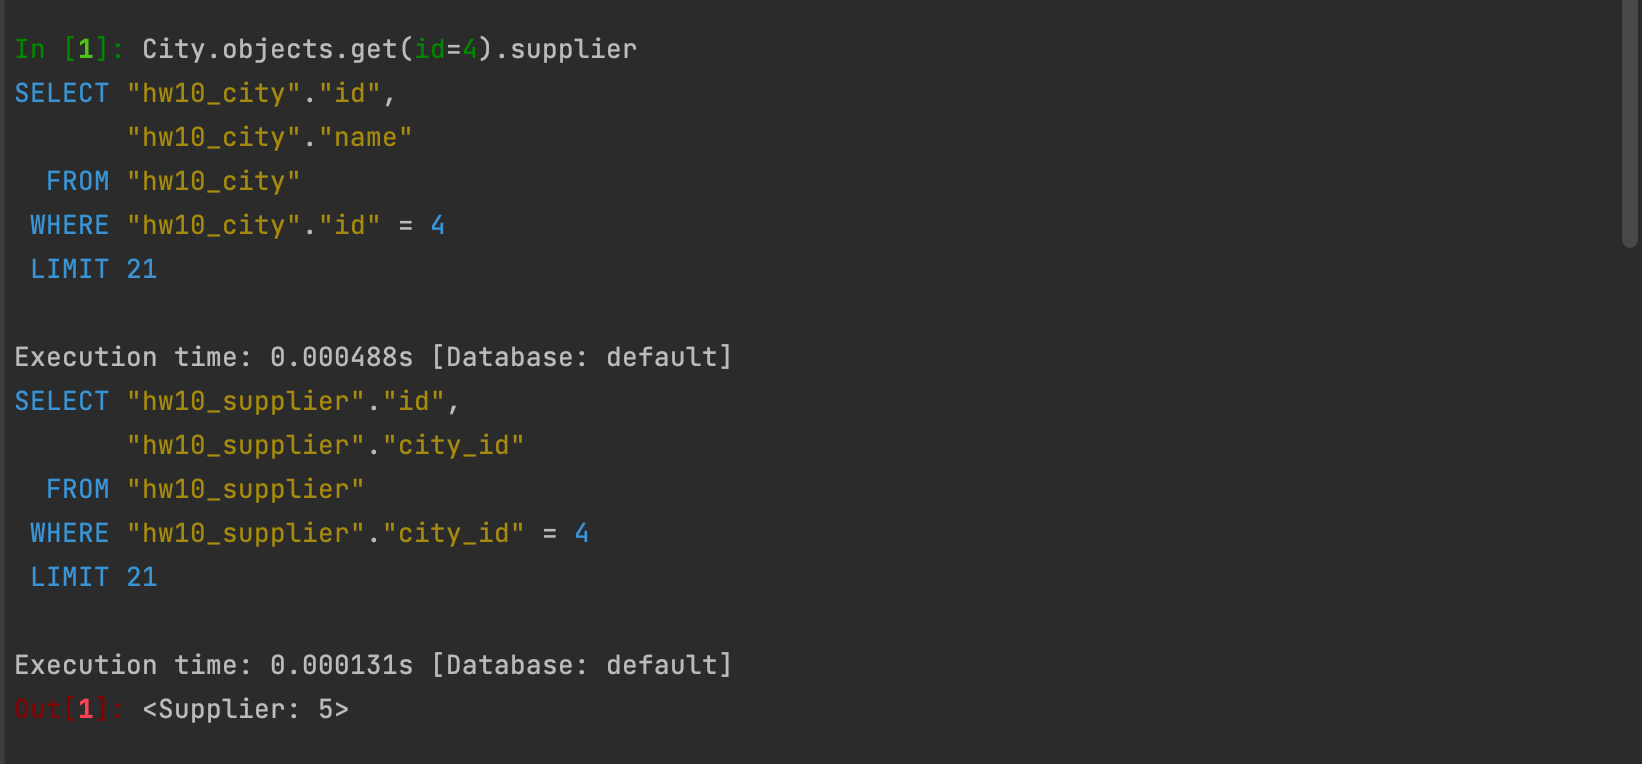 In [1]: City.objects.get(id=4).supplier
SELECT "hw10_city"."id",
       "hw10_city"."name"
  FROM "hw10_city"
 WHERE "hw10_city"."id" = 4
 LIMIT 21
Execution time: 0.000488s [Database: default]
SELECT "hw10_supplier"."id",
       "hw10_supplier"."city_id"
  FROM "hw10_supplier"
 WHERE "hw10_supplier"."city_id" = 4
 LIMIT 21
Execution time: 0.000131s [Database: default]
Out[1]: <Supplier: 5>